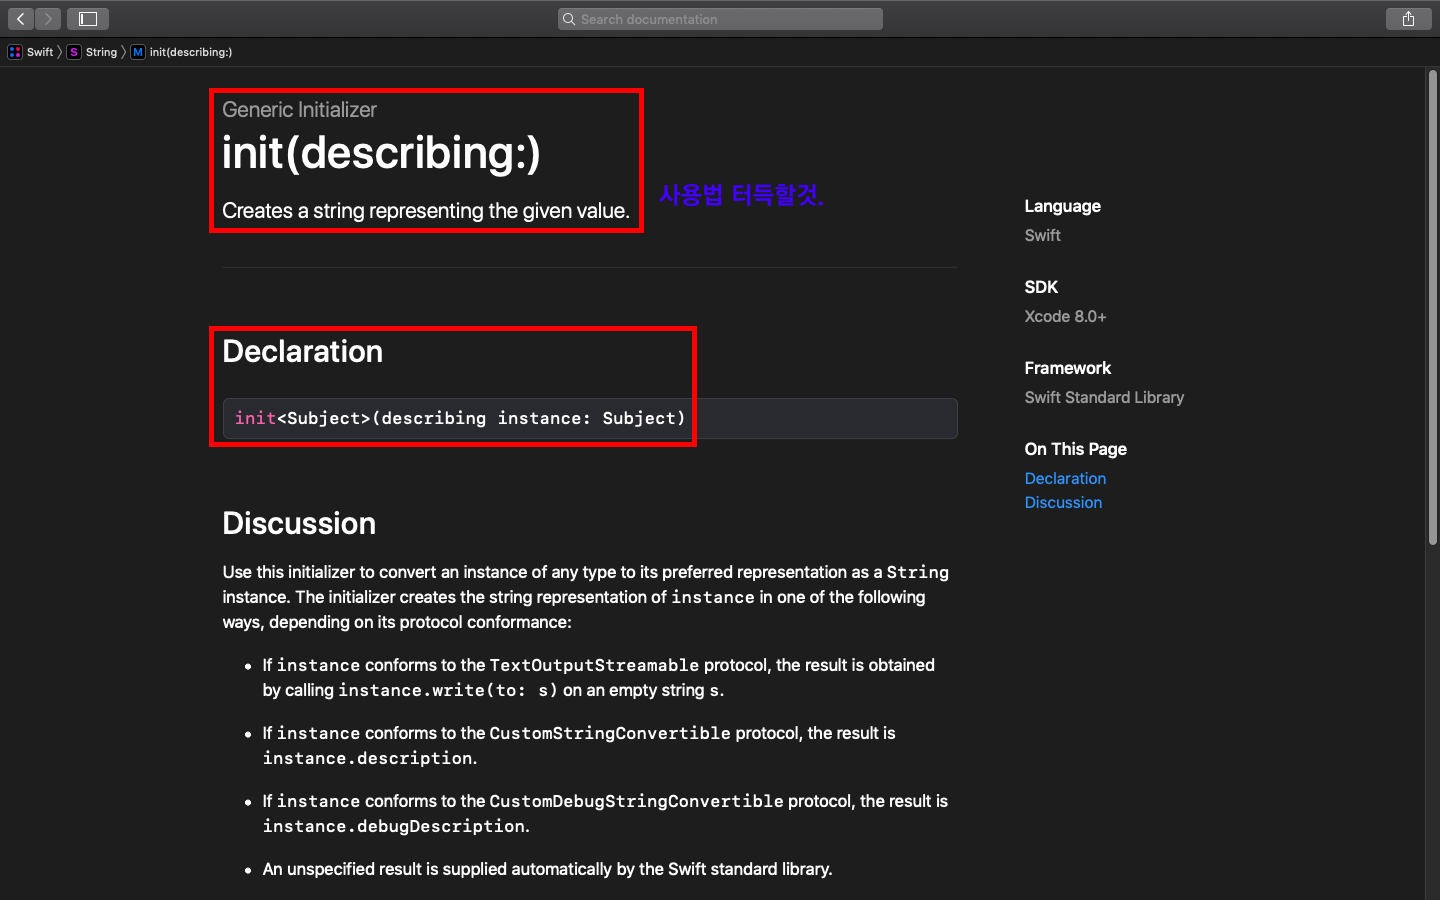 Search documentation
Swift
String
init(describing:)
Generic Initializer
init(describing:)
Creates a string representing the given value.
사용법 터득할것.
Declaration
init<Subject>(describing instance: Subject)
Discussion
Use this initializer to convert an instance of any type to its preferred representation as a String
instance. The initializer creates the string representation of instance in one of the following
ways, depending on its protocol conformance:
• If instance conforms to the TextOutputStreamable protocol, the result is obtained
by calling instance.write(to: s) on an empty string s.
• If instance conforms to the CustomStringConvertible protocol, the result is
instance.description.
• If instance conforms to the CustomDebugStringConvertible protocol, the result is
instance.debugDescription.
• An unspecified result is supplied automatically by the Swift standard library.
Language
Swift
SDK
Xcode 8.0+
Framework
Swift Standard Library
On This Page
Declaration
Discussion